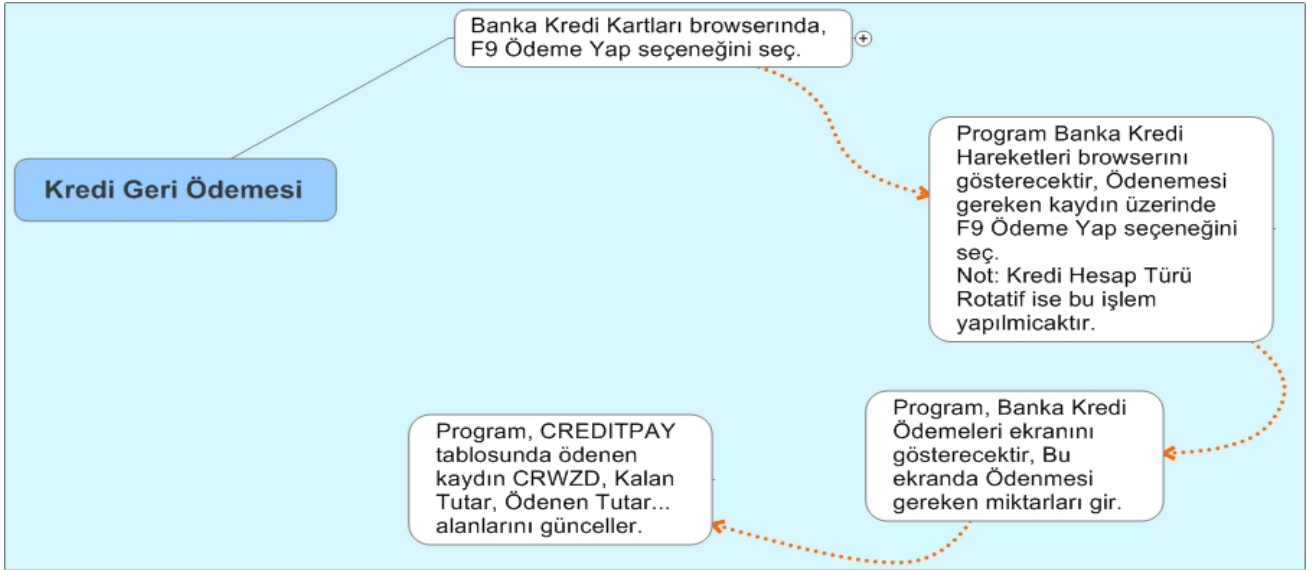 Banka Kredi Kartları browserında,
F9 Ödeme Yap seçeneğini seç.
Kredi Geri Ödemesi
Program Banka Kredi
Hareketleri browserını
gösterecektir, Ödenemesi
gereken kaydın üzerinde
F9 Ödeme Yap seçeneğini
seç.
Not: Kredi Hesap Türü
Rotatif ise bu işlem
yapılmicaktır.
Program, Banka Kredi
Ödemeleri ekranını
gösterecektir, Bu
ekranda Ödenmesi
gereken miktarları gir.
Program, CREDITPAY
tablosunda ödenen
kaydın CRWZD, Kalan
Tutar, Ödenen Tutar...
alanlarını günceller.